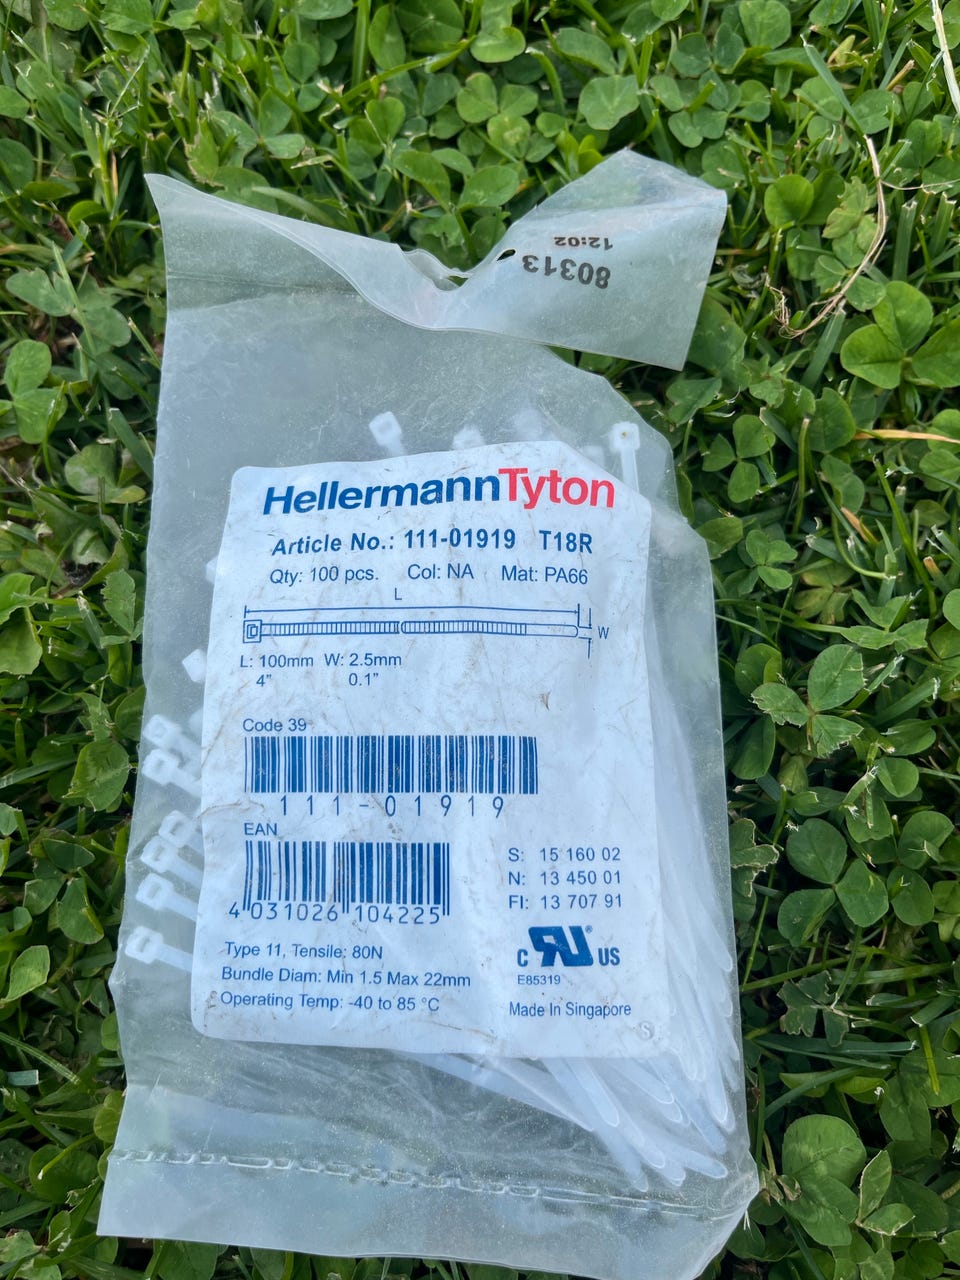 12:02
80313
HellermannTyton
Article No.: 111-01919 T18R
Qty: 100 pcs. Col: NA Mat: PA66
L
W
L: 100mm W: 2.5mm
4" 0.1"
Code 39
111-01919
EAN
4 031026 104225
S: 15 160 02
N: 13 450 01
FI: 13 707 91
Type 11, Tensile: 80N
Bundle Diam: Min 1.5 Max 22mm
Operating Temp: -40 to 85 °C
C UR® US
E85319
Made In Singapore
S